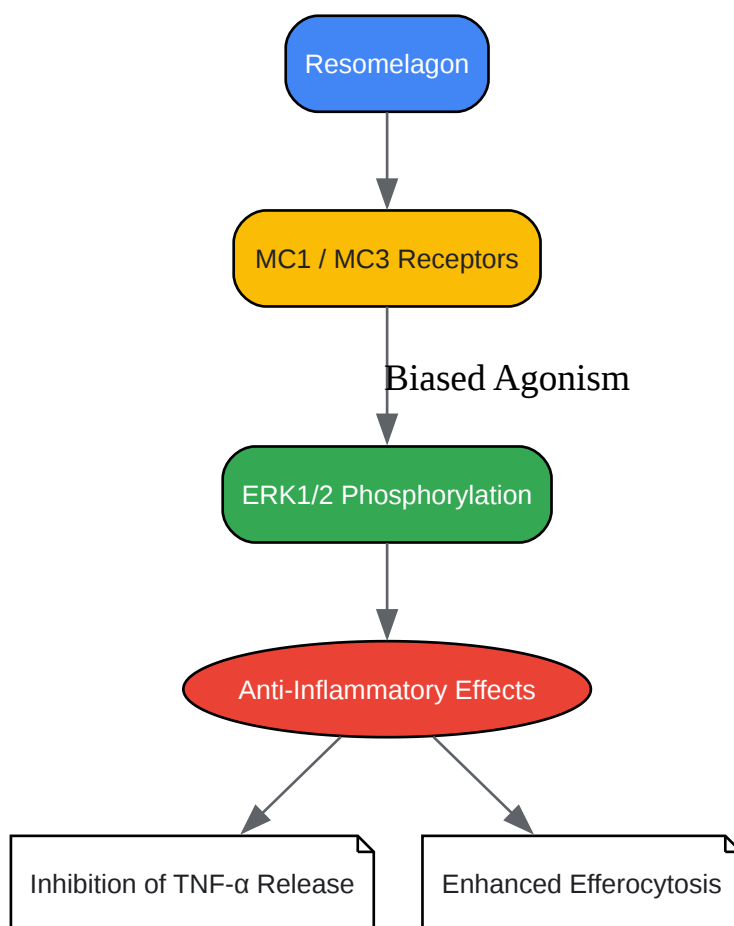 Resomelagon
MC1 / MC3 Receptors
Biased Agonism
ERK1/2 Phosphorylation
Anti-Inflammatory Effects
Inhibition of TNF-α Release
Enhanced Efferocytosis